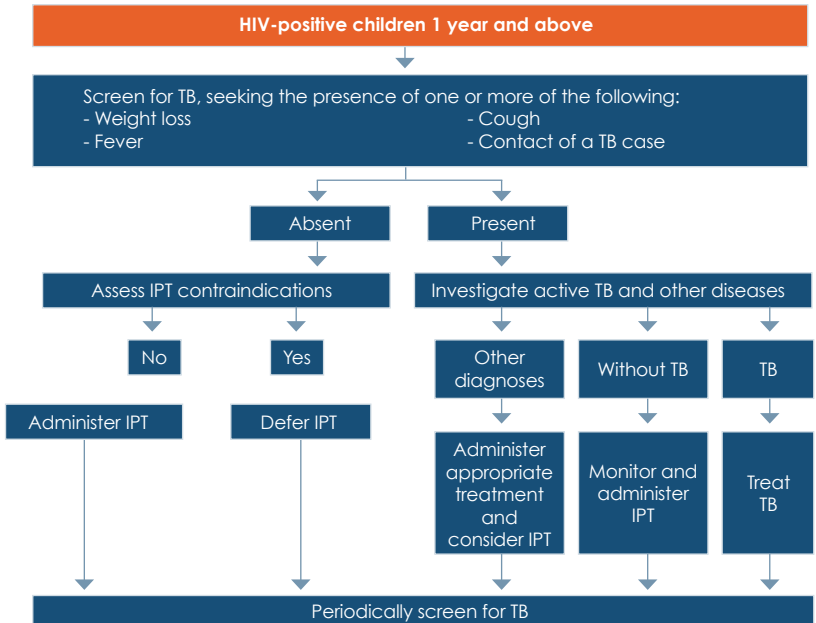 HIV-positive children 1 year and above
Screen for TB, seeking the presence of one or more of the following:
- Weight loss
- Cough
- Fever
- Contact of a TB case
Absent
Present
Assess IPT contraindications
Investigate active TB and other diseases
No
Yes
Other
diagnoses
Without TB
TB
Administer IPT
Defer IPT
Administer
appropriate
treatment
and
consider IPT
Monitor and
administer
IPT
Treat
TB
Periodically screen for TB